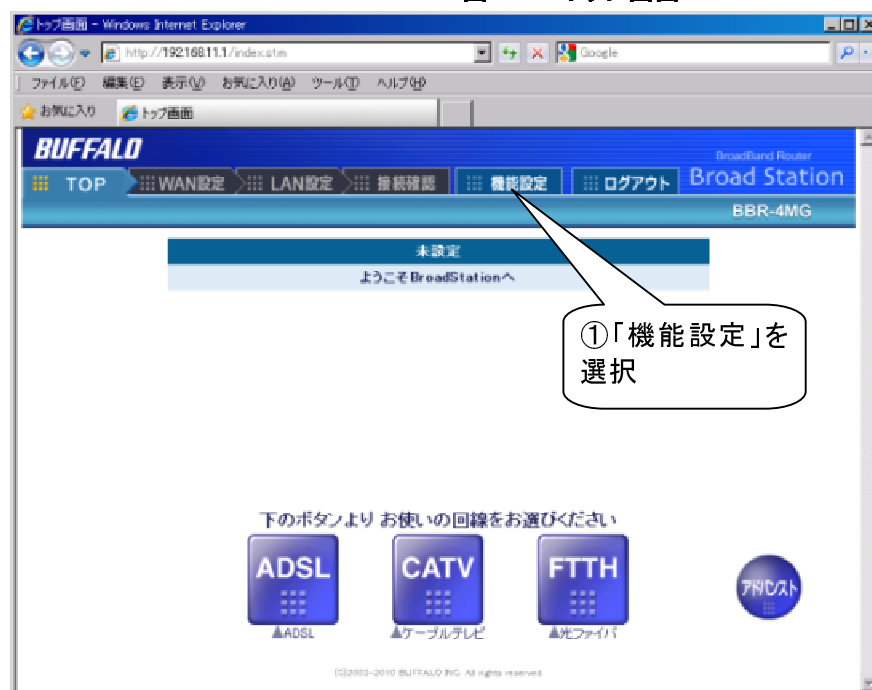 トップ画面 - Windows Internet Explorer
http://192.168.11.1/index.stm
Google
ファイル(F) 編集(E) 表示(V) お気に入り(A) ツール(T) ヘルプ(H)
お気に入り トップ画面
BUFFALO
BroadBand Router
Broad Station
TOP WAN設定 LAN設定 接続確認 機能設定 ログアウト
BBR-4MG
未設定
ようこそBroadStationへ
①「機能設定」を
選択
下のボタンより お使いの回線をお選びください
ADSL CATV FTTH
アドバンスト
▲ADSL ▲ケーブルテレビ ▲光ファイバ
(C)2003-2010 BUFFALO INC. All rights reserved.